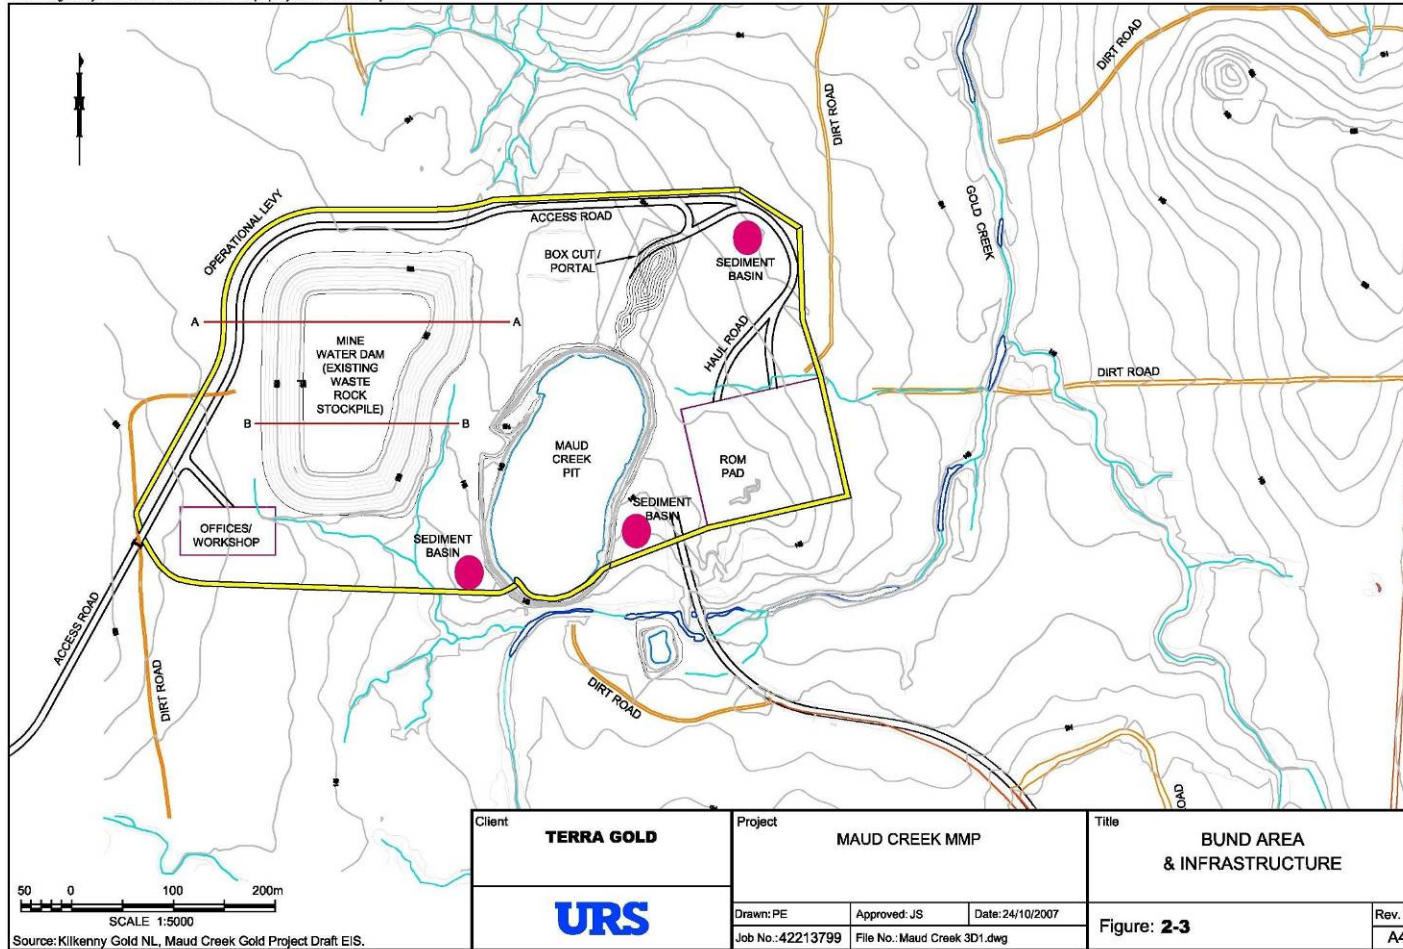 DIRT ROAD
DIRT ROAD
OPERATIONAL LEVY
ACCESS ROAD
GOLD CREEK
BOX CUT /
PORTAL
SEDIMENT
BASIN
A
A
MINE
WATER DAM
(EXISTING
WASTE
ROCK
STOCKPILE)
HAUL ROAD
DIRT ROAD
B
B
MAUD
CREEK
PIT
ROM
PAD
SEDIMENT
BASIN
OFFICES/
WORKSHOP
SEDIMENT
BASIN
ACCESS ROAD
DIRT ROAD
DIRT ROAD
OAD
50 0 100 200m
SCALE 1:5000
Source: Kilkenny Gold NL, Maud Creek Gold Project Draft EIS.
Client
TERRA GOLD
URS
Project
MAUD CREEK MMP
Drawn: PE
Approved: JS
Date: 24/10/2007
Job No.: 42213799
File No.: Maud Creek 3D1.dwg
Title
BUND AREA
& INFRASTRUCTURE
Figure: 2-3
Rev.
A4